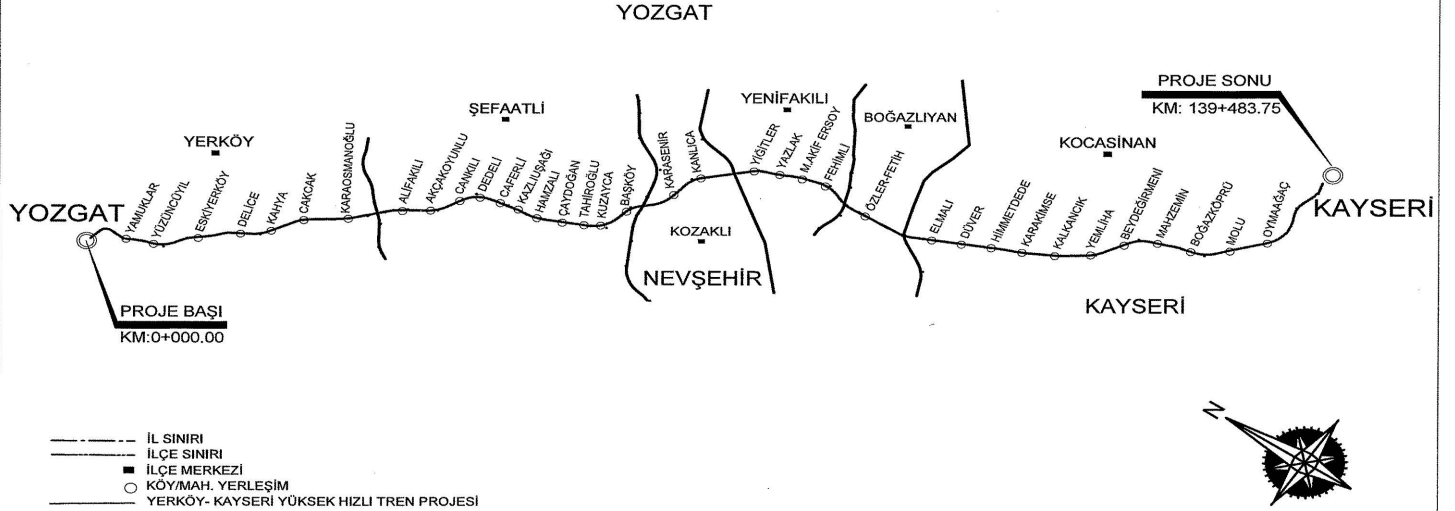 YOZGAT
PROJE SONU
KM: 139+483.75
YERKÖY
ŞEFAATLİ
YENİFAKILI
BOĞAZLIYAN
KOCASİNAN
YOZGAT
YAMUKLAR
YÜZÜNCÜYIL
ESKİYERKÖY
DELİCE
KAHYA
CAKCAK
KARAOSMANOĞLU
ALİFAKILI
AKÇAKOYUNLU
CANKILI
DEDELİ
CAFERLİ
KAZLIUŞAĞI
HAMZALI
ÇAYDOĞAN
TAHİROĞLU
KUZAYCA
BAŞKÖY
KARASENİR
KANLICA
YİĞİTLER
YAZLAK
M.AKİF ERSOY
FEHİMLİ
ÖZLER-FETİH
ELMALI
DÜVER
HİMMETDEDE
KARAKİMSE
KALKANCIK
YEMLİHA
BEYDEĞİRMENİ
MAHZEMİN
BOĞAZKÖPRÜ
MOLU
OYMAAĞAÇ
KAYSERİ
KOZAKLI
NEVŞEHİR
KAYSERİ
PROJE BAŞI
KM:0+000.00
N
İL SINIRI
İLÇE SINIRI
İLÇE MERKEZİ
KÖY/MAH. YERLEŞİM
YERKÖY- KAYSERİ YÜKSEK HIZLI TREN PROJESİ